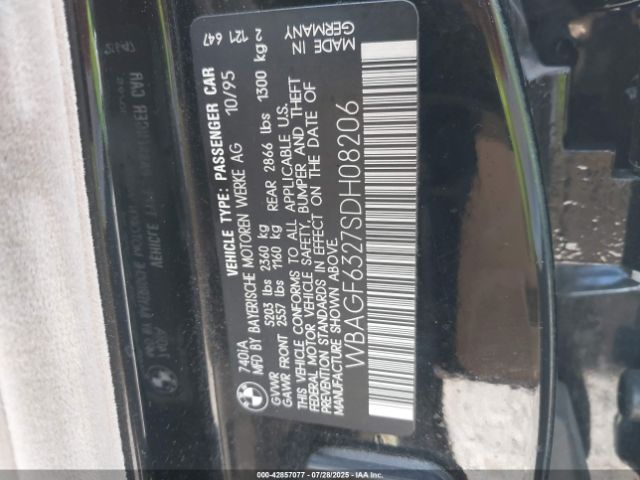 740iA VEHICLE TYPE: PASSENGER CAR
MFD BY BAYERISCHE MOTOREN WERKE AG 10/95
GVWR 5203 lbs 2360 kg
GAWR FRONT 2557 lbs 1160 kg REAR 2866 lbs 1300 kg
THIS VEHICLE CONFORMS TO ALL APPLICABLE U.S.
FEDERAL MOTOR VEHICLE SAFETY, BUMPER AND THEFT
PREVENTION STANDARDS IN EFFECT ON THE DATE OF
MANUFACTURE SHOWN ABOVE.
WBAGF6327SDH08206
121 647
MADE IN
GERMANY
000-42857077 - 07/28/2025 - IAAI.COM